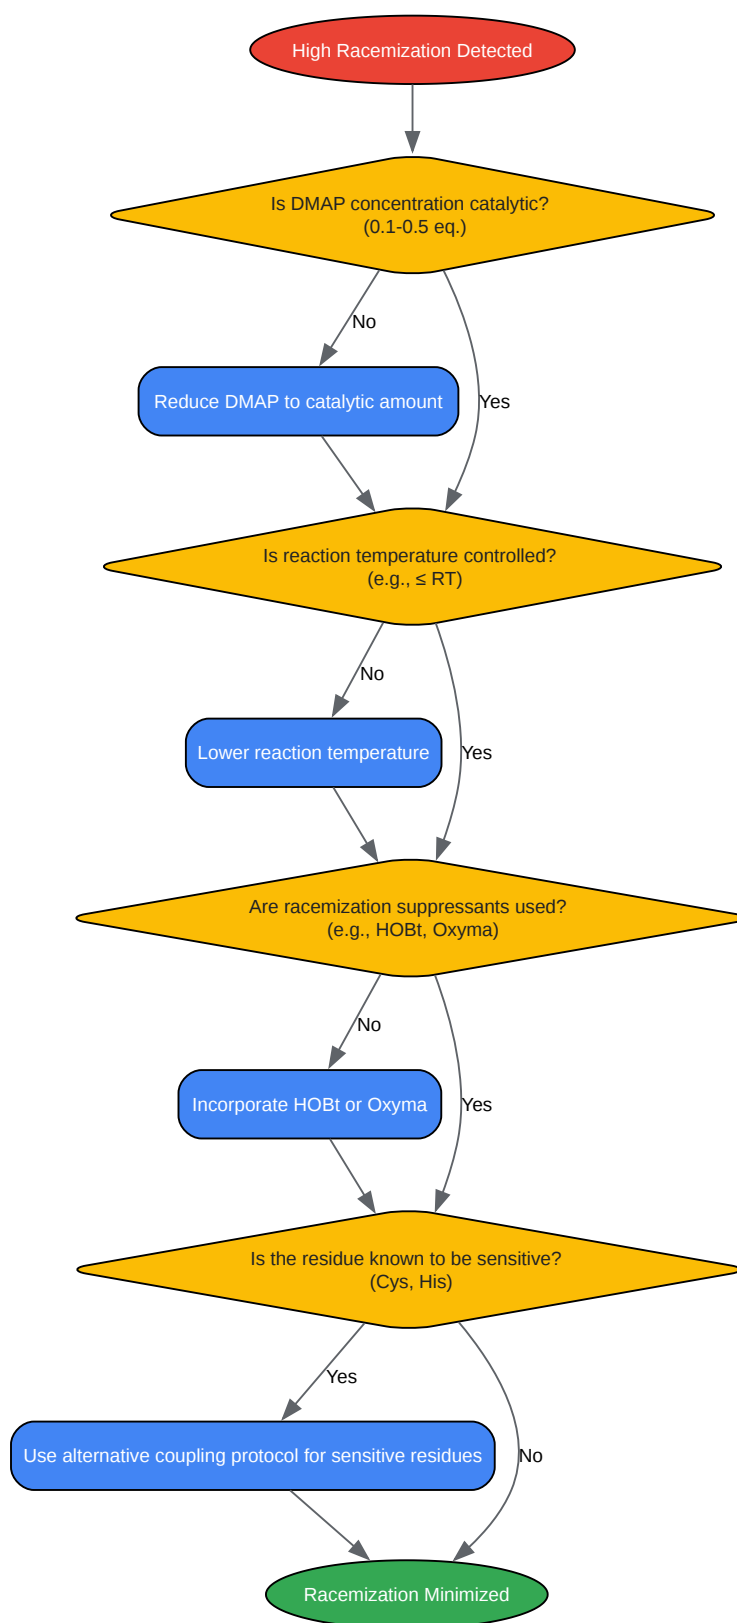 High Racemization Detected
Is DMAP concentration catalytic?
(0.1-0.5 eq.)
No
Reduce DMAP to catalytic amount
Yes
Is reaction temperature controlled?
(e.g., ≤ RT)
No
Lower reaction temperature
Yes
Are racemization suppressants used?
(e.g., HOBt, Oxyma)
No
Incorporate HOBt or Oxyma
Yes
Is the residue known to be sensitive?
(Cys, His)
Yes
Use alternative coupling protocol for sensitive residues
No
Racemization Minimized